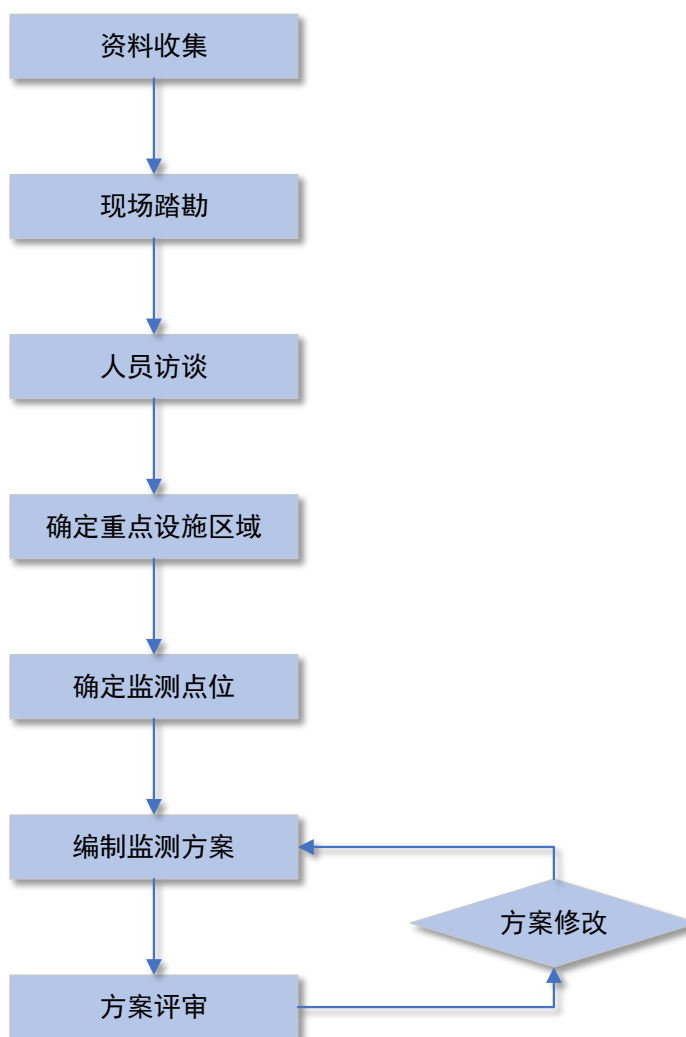 资料收集
现场踏勘
人员访谈
确定重点设施区域
确定监测点位
编制监测方案
方案修改
方案评审